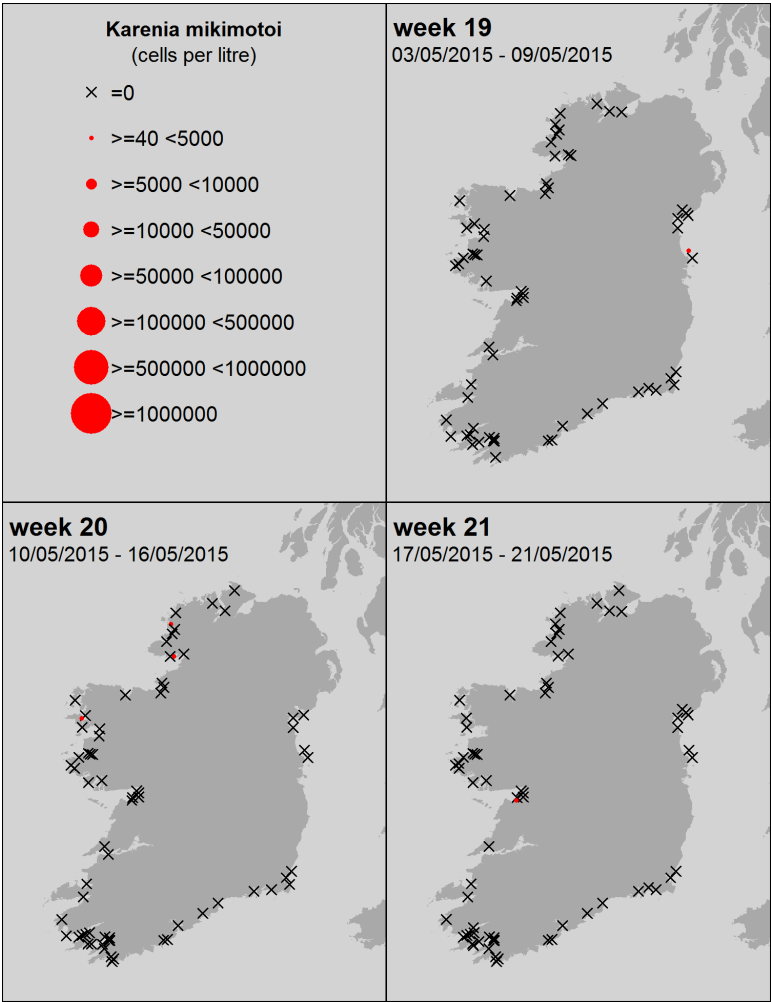 Karenia mikimotoi
(cells per litre)
=0
>=40 <5000
>=5000 <10000
>=10000 <50000
>=50000 <100000
>=100000 <500000
>=500000 <1000000
>=1000000
week 19
03/05/2015 - 09/05/2015
week 20
10/05/2015 - 16/05/2015
week 21
17/05/2015 - 21/05/2015